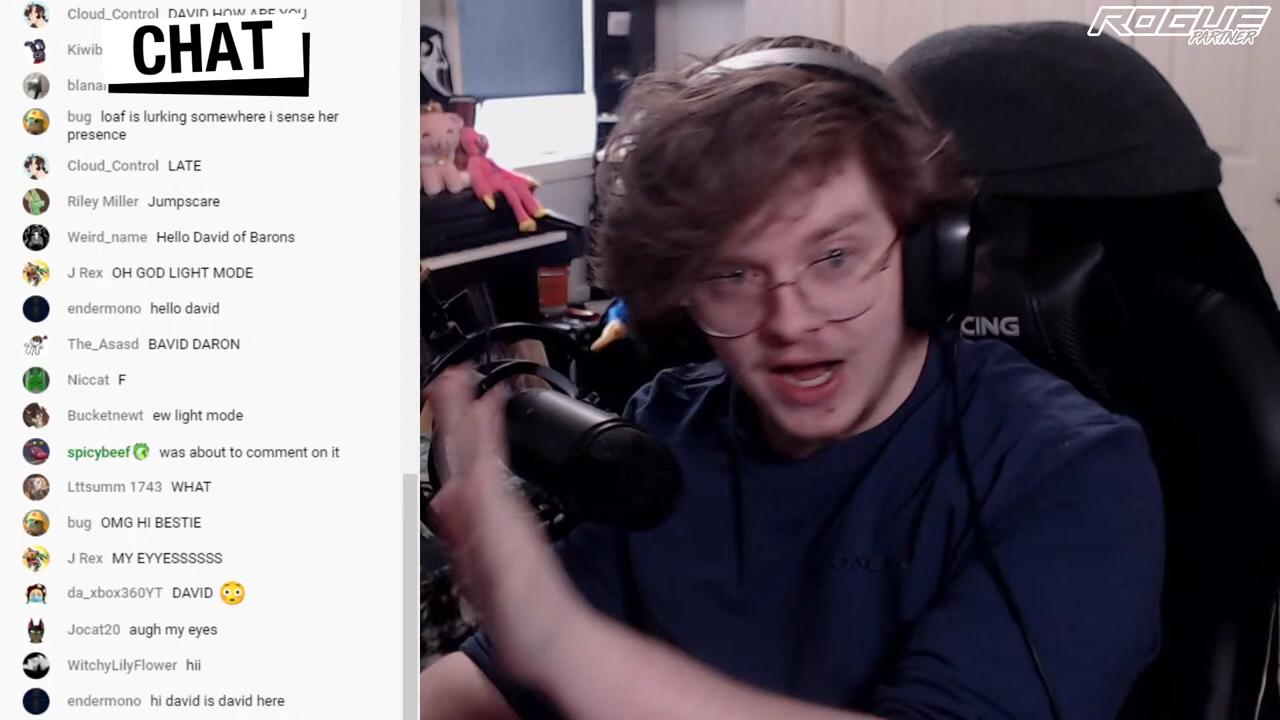 Cloud_Control DAVID HOW ARE YOU
CHAT
Kiwib
blana
bug loaf is lurking somewhere i sense her
presence
Cloud_Control LATE
Riley Miller Jumpscare
Weird_name Hello David of Barons
J Rex OH GOD LIGHT MODE
endermono hello david
The_Asasd BAVID DARON
Niccat F
Bucketnewt ew light mode
spicybeef was about to comment on it
Lttsumm 1743 WHAT
bug OMG HI BESTIE
J Rex MY EYYESSSSSS
da_xbox360YT DAVID
Jocat20 augh my eyes
WitchyLilyFlower hii
endermono hi david is david here
ROGUE
PARTNER
CING